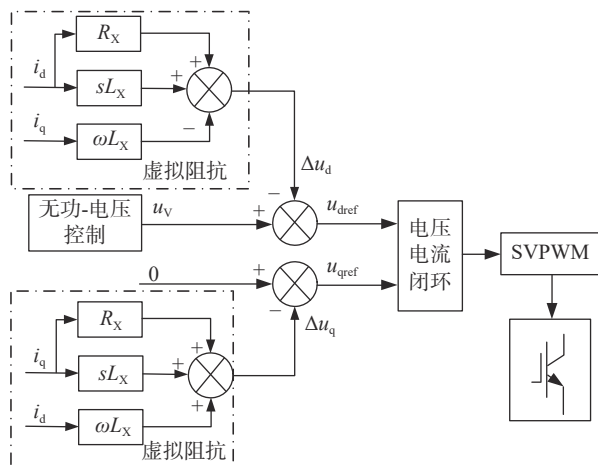 R_X
i_d
sL_X
i_q
ωL_X
+
+
−
虚拟阻抗
Δu_d
−
无功-电压
控制
u_V
+
u_dref
0
+
−
u_qref
Δu_q
电压
电流
闭环
SVPWM
R_X
i_q
sL_X
i_d
ωL_X
+
+
+
虚拟阻抗